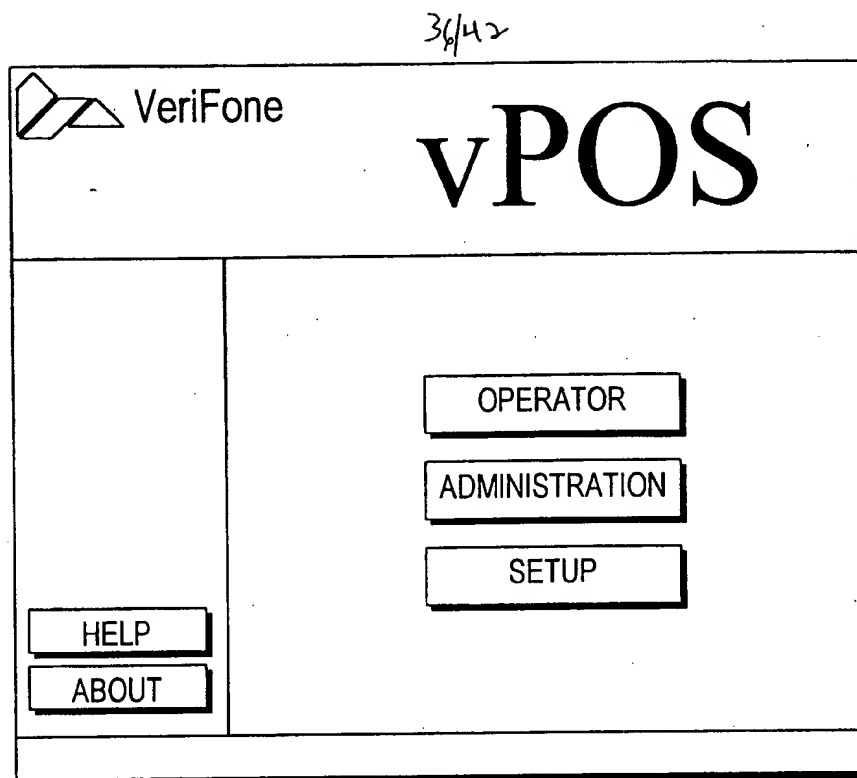 36/42
VeriFone
vPOS
OPERATOR
ADMINISTRATION
SETUP
HELP
ABOUT